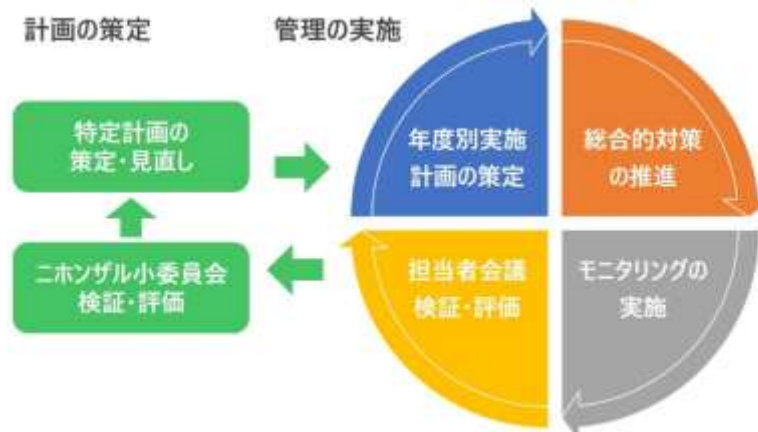 計画の策定
管理の実施
特定計画の
策定・見直し
年度別実施
計画の策定
総合的対策
の推進
ニホンザル小委員会
検証・評価
担当者会議
検証・評価
モニタリングの
実施